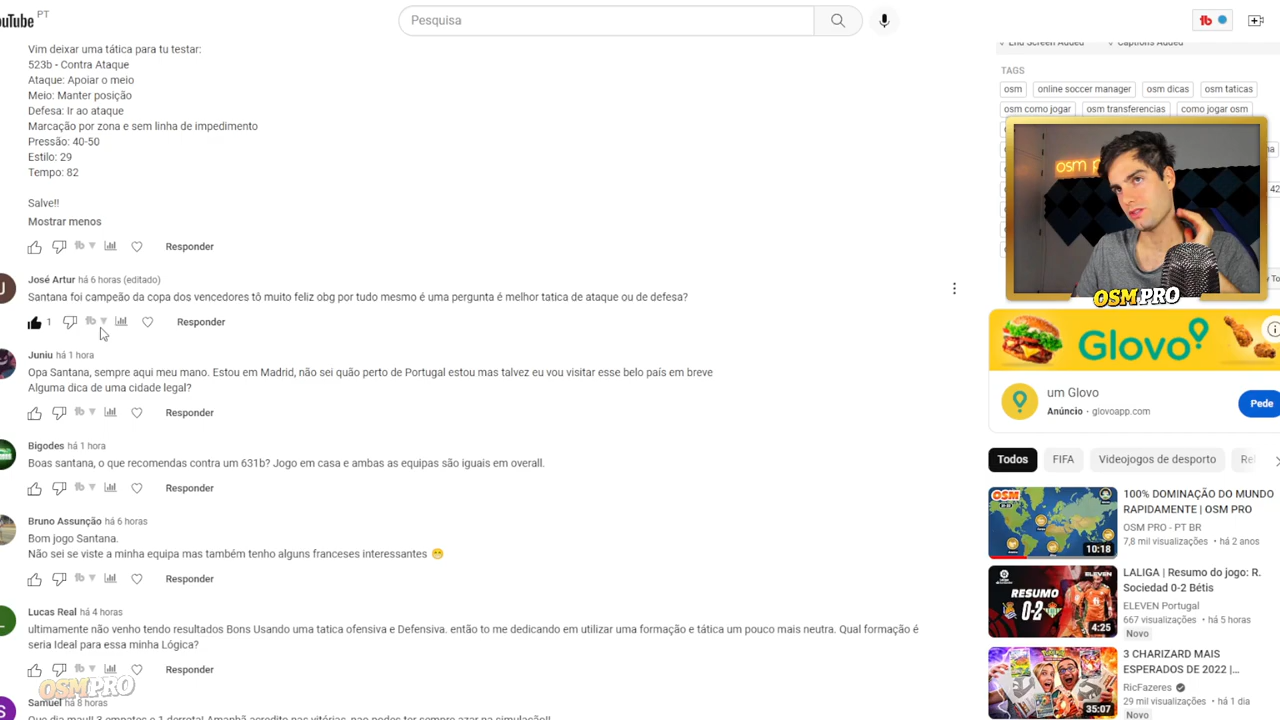 ouTube PT
Pesquisa
Vim deixar uma tática para tu testar:
523b - Contra Ataque
Ataque: Apoiar o meio
Meio: Manter posição
Defesa: Ir ao ataque
Marcação por zona e sem linha de impedimento
Pressão: 40-50
Estilo: 29
Tempo: 82
Salve!!
Mostrar menos
Responder
José Artur há 6 horas (editado)
Santana foi campeão da copa dos vencedores tô muito feliz obg por tudo mesmo é uma pergunta é melhor tatica de ataque ou de defesa?
1 Responder
Juniu há 1 hora
Opa Santana, sempre aqui meu mano. Estou em Madrid, não sei quão perto de Portugal estou mas talvez eu vou visitar esse belo país em breve
Alguma dica de uma cidade legal?
Responder
Bigodes há 1 hora
Boas santana, o que recomendas contra um 631b? Jogo em casa e ambas as equipas são iguais em overall.
Responder
Bruno Assunção há 6 horas
Bom jogo Santana.
Não sei se viste a minha equipa mas também tenho alguns franceses interessantes 😁
Responder
Lucas Real há 4 horas
ultimamente não venho tendo resultados Bons Usando uma tatica ofensiva e Defensiva. então to me dedicando em utilizar uma formação e tática um pouco mais neutra. Qual formação é
seria Ideal para essa minha Lógica?
Responder
OSM PRO
Samuel há 8 horas
TAGS
osm online soccer manager osm dicas osm taticas
osm como jogar osm transferencias como jogar osm
osm p
OSM PRO
Glovo
um Glovo
Anúncio · glovoapp.com
Pede
Todos FIFA Videojogos de desporto
100% DOMINAÇÃO DO MUNDO
RAPIDAMENTE | OSM PRO
OSM PRO - PT BR
7,8 mil visualizações · há 2 anos
OSM
10:18
LALIGA | Resumo do jogo: R.
Sociedad 0-2 Bétis
ELEVEN Portugal
667 visualizações · há 5 horas
Novo
ELEVEN
RESUMO
0-2
4:25
3 CHARIZARD MAIS
ESPERADOS DE 2022 |...
RicFazeres
29 mil visualizações · há 1 dia
Novo
35:07